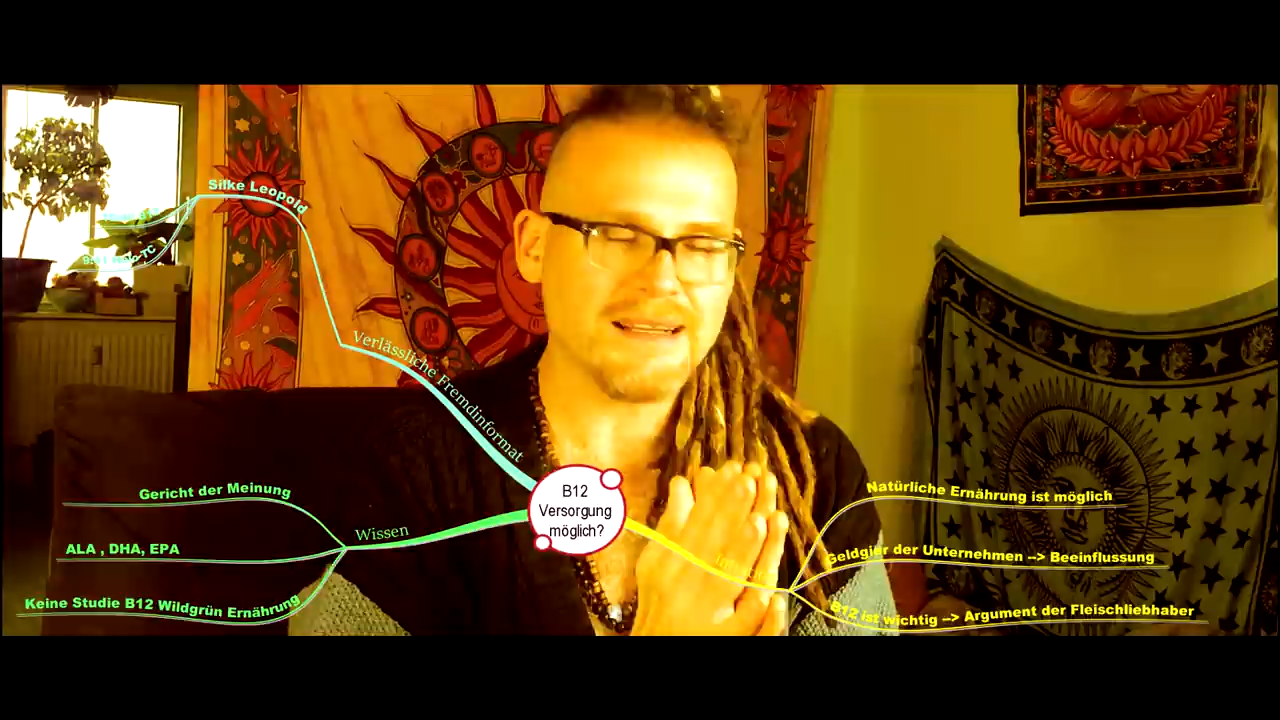 Silke Leopold
Verlässliche Fremdinformat
B12
Versorgung
möglich?
Gericht der Meinung
Wissen
ALA , DHA, EPA
Keine Studie B12 Wildgrün Ernährung
Natürliche Ernährung ist möglich
Geldgier der Unternehmen --> Beeinflussung
B12 ist wichtig --> Argument der Fleischliebhaber